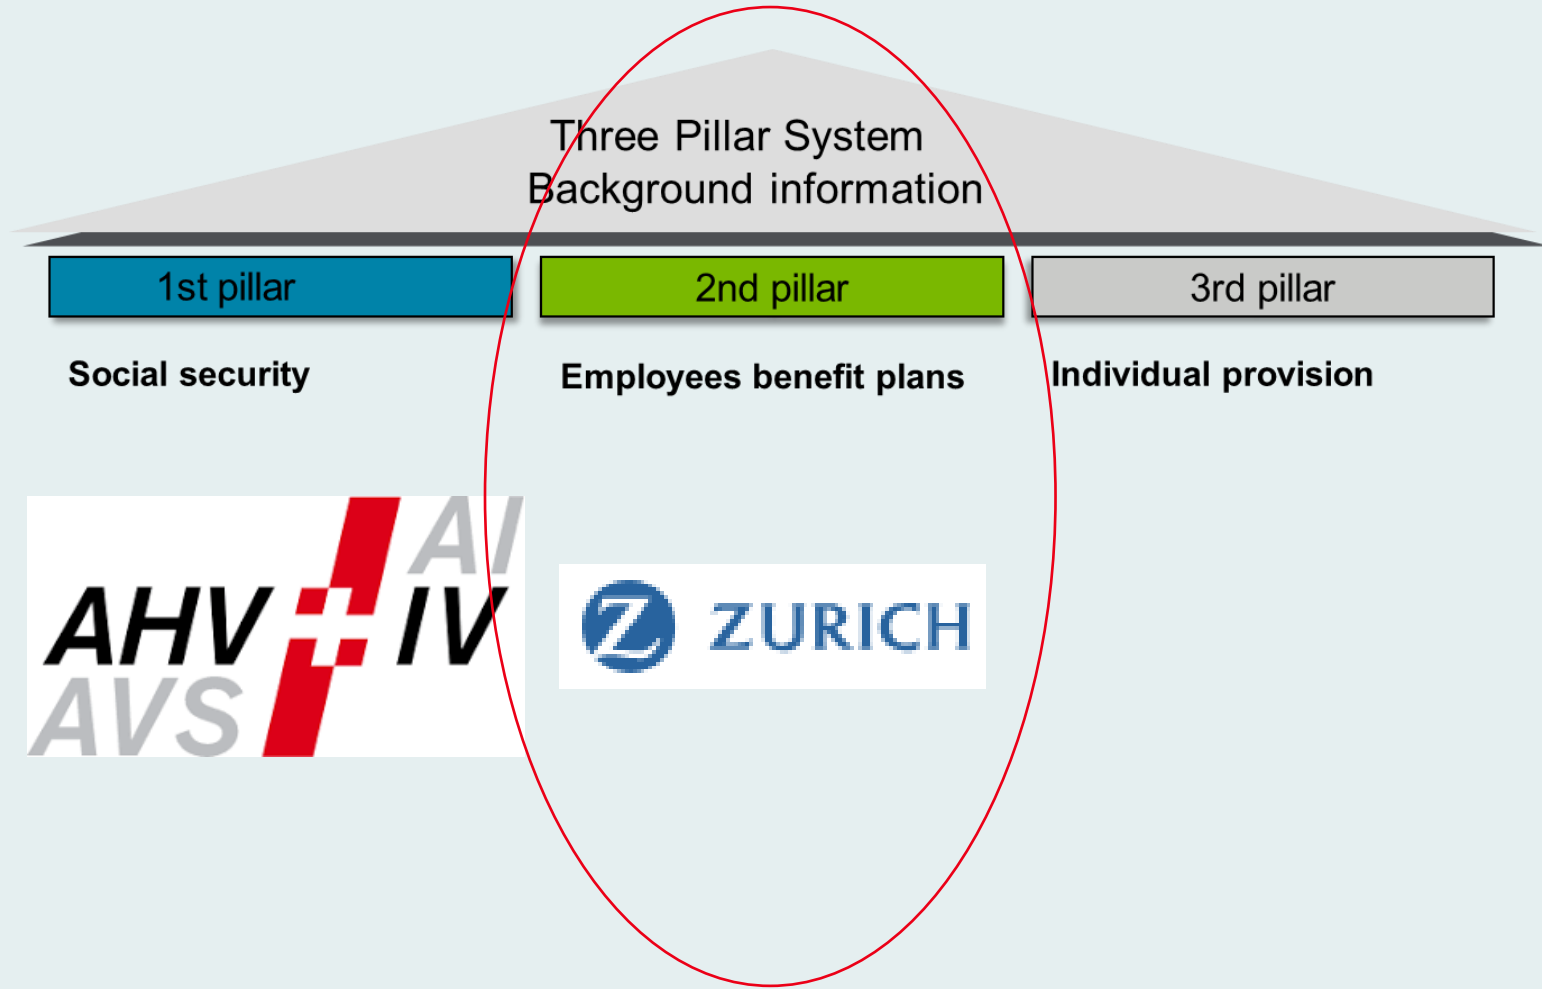 Three Pillar System
Background information
1st pillar
2nd pillar
3rd pillar
Social security
Employees benefit plans
Individual provision
AI
AHV IV
AVS
Z ZURICH